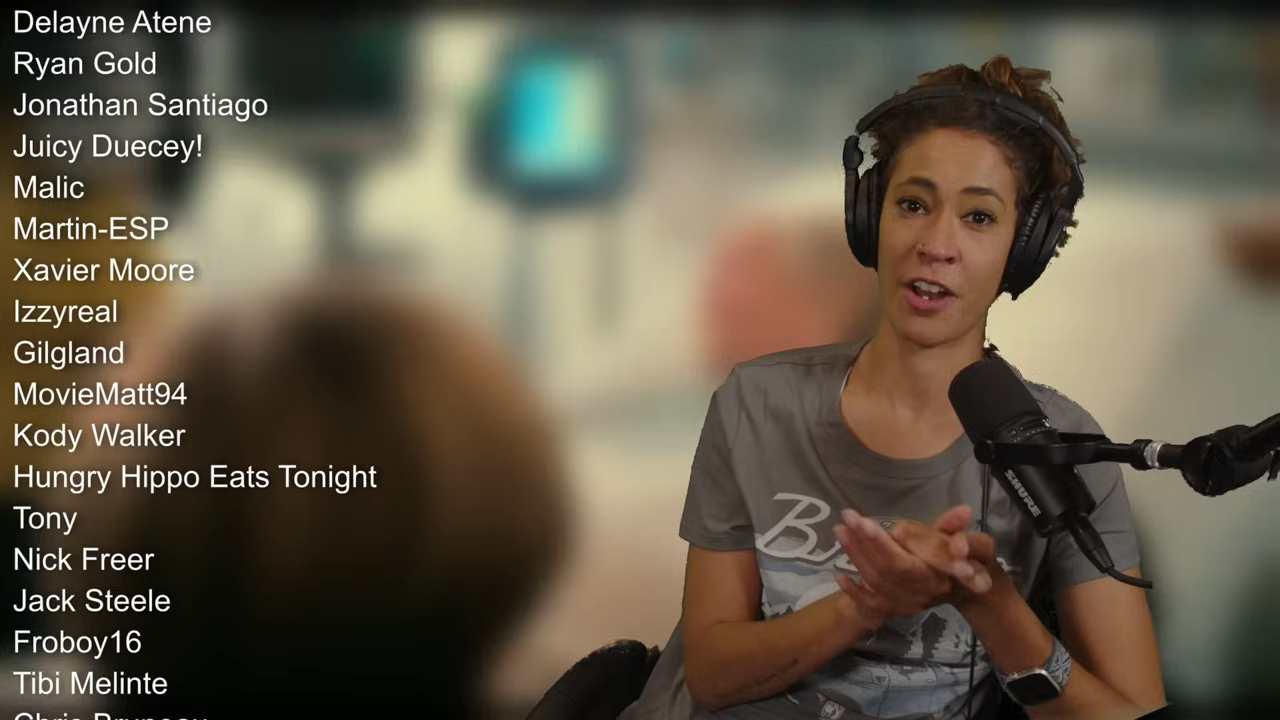 Delayne Atene
Ryan Gold
Jonathan Santiago
Juicy Duecey!
Malic
Martin-ESP
Xavier Moore
Izzyreal
Gilgland
MovieMatt94
Kody Walker
Hungry Hippo Eats Tonight
Tony
Nick Freer
Jack Steele
Froboy16
Tibi Melinte
SHURE